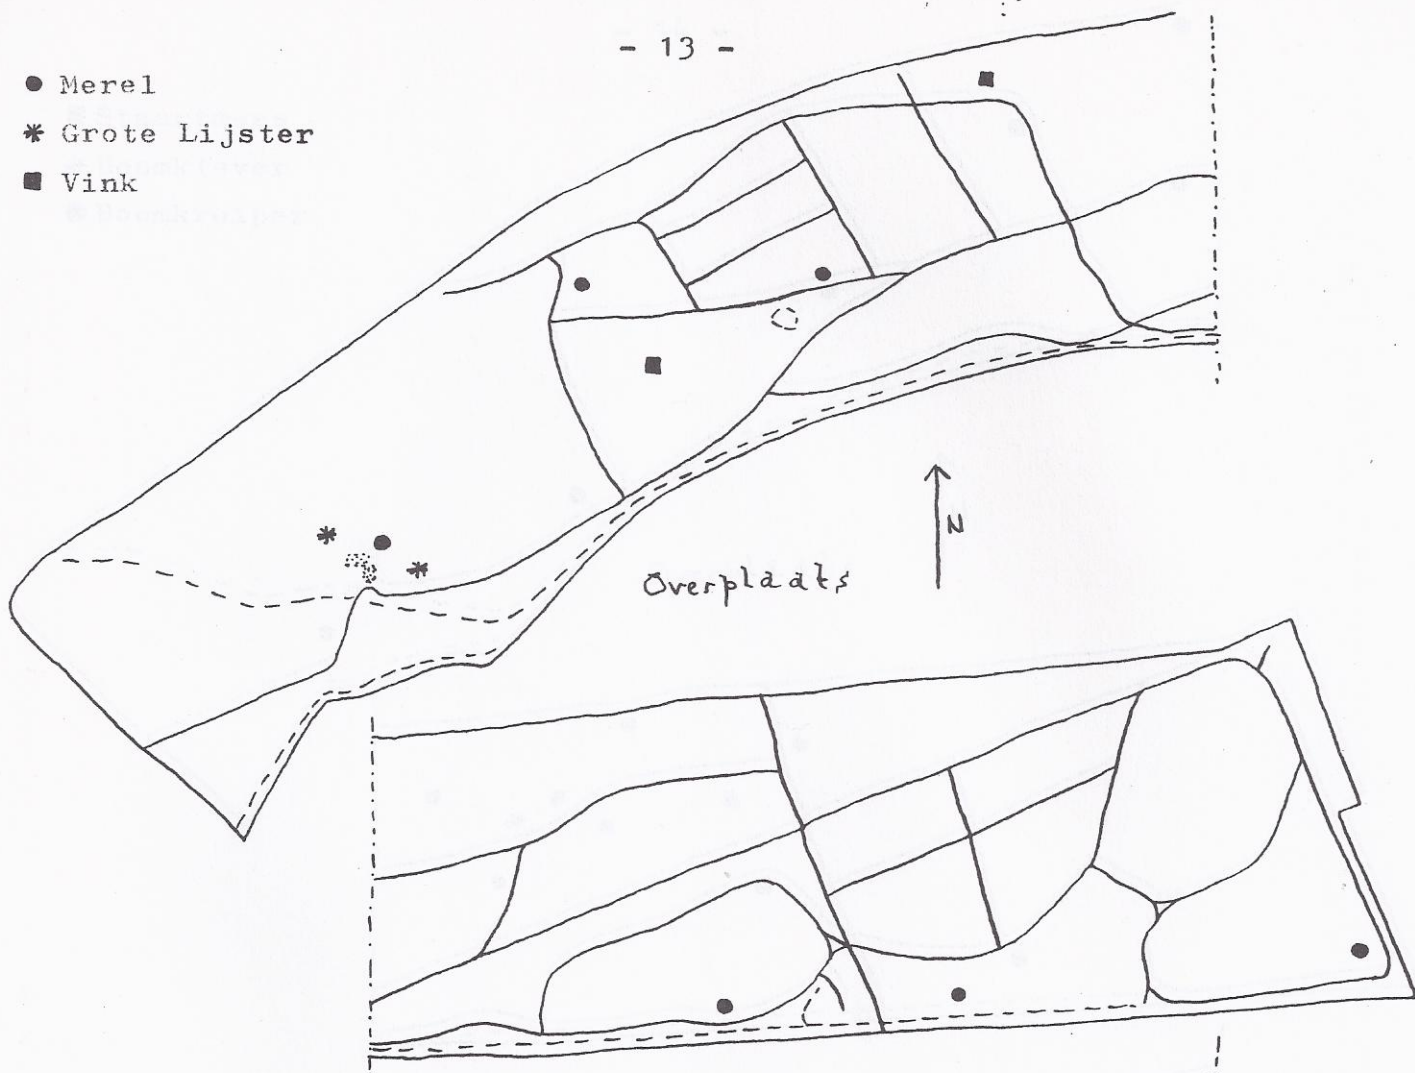 - 13 -
● Merel
* Grote Lijster
■ Vink
N
Overplaats